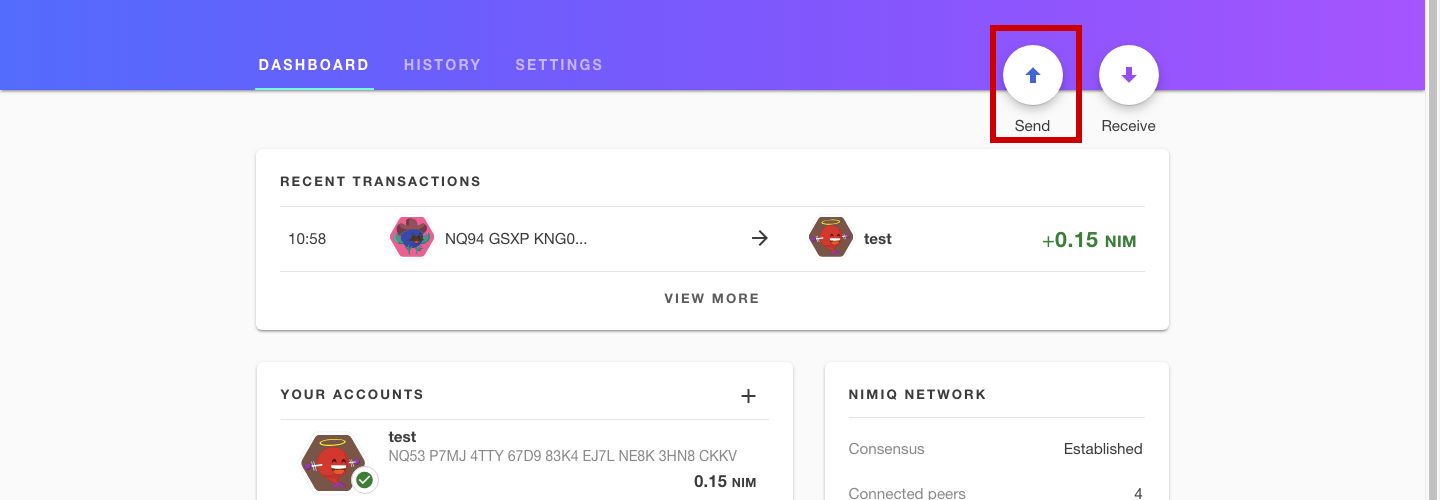 DASHBOARD HISTORY SETTINGS
Send Receive
RECENT TRANSACTIONS
10:58 NQ94 GSXP KNG0... test +0.15 NIM
VIEW MORE
YOUR ACCOUNTS
test
NQ53 P7MJ 4TTY 67D9 83K4 EJ7L NE8K 3HN8 CKKV
0.15 NIM
NIMIQ NETWORK
Consensus Established
Connected peers 4